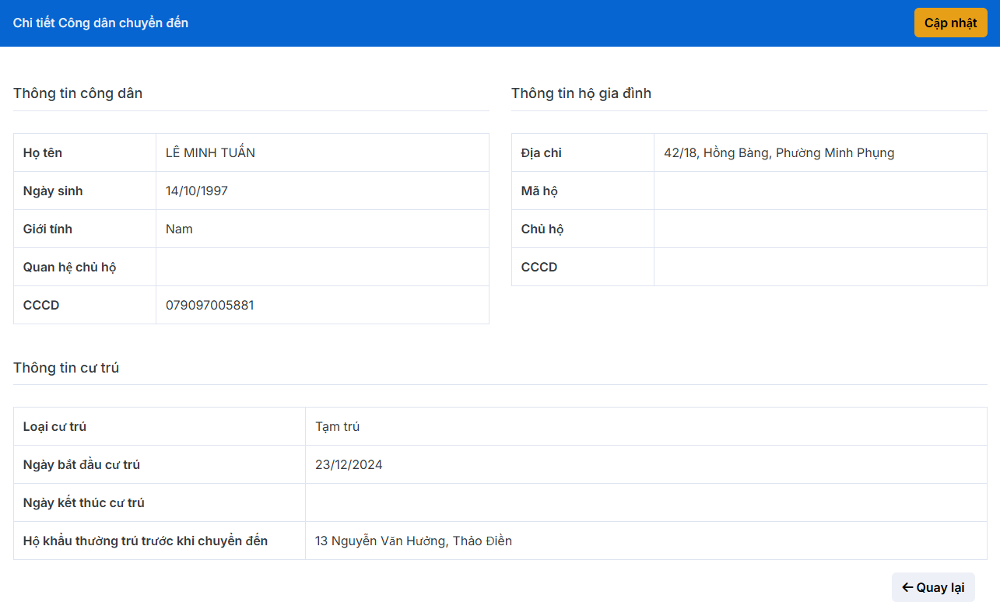 Chi tiết Công dân chuyển đến
Cập nhật
Thông tin công dân
Họ tên LÊ MINH TUẤN
Ngày sinh 14/10/1997
Giới tính Nam
Quan hệ chủ hộ
CCCD 079097005881
Thông tin hộ gia đình
Địa chỉ 42/18, Hồng Bàng, Phường Minh Phụng
Mã hộ
Chủ hộ
CCCD
Thông tin cư trú
Loại cư trú Tạm trú
Ngày bắt đầu cư trú 23/12/2024
Ngày kết thúc cư trú
Hộ khẩu thường trú trước khi chuyển đến 13 Nguyễn Văn Hưởng, Thảo Điền
← Quay lại